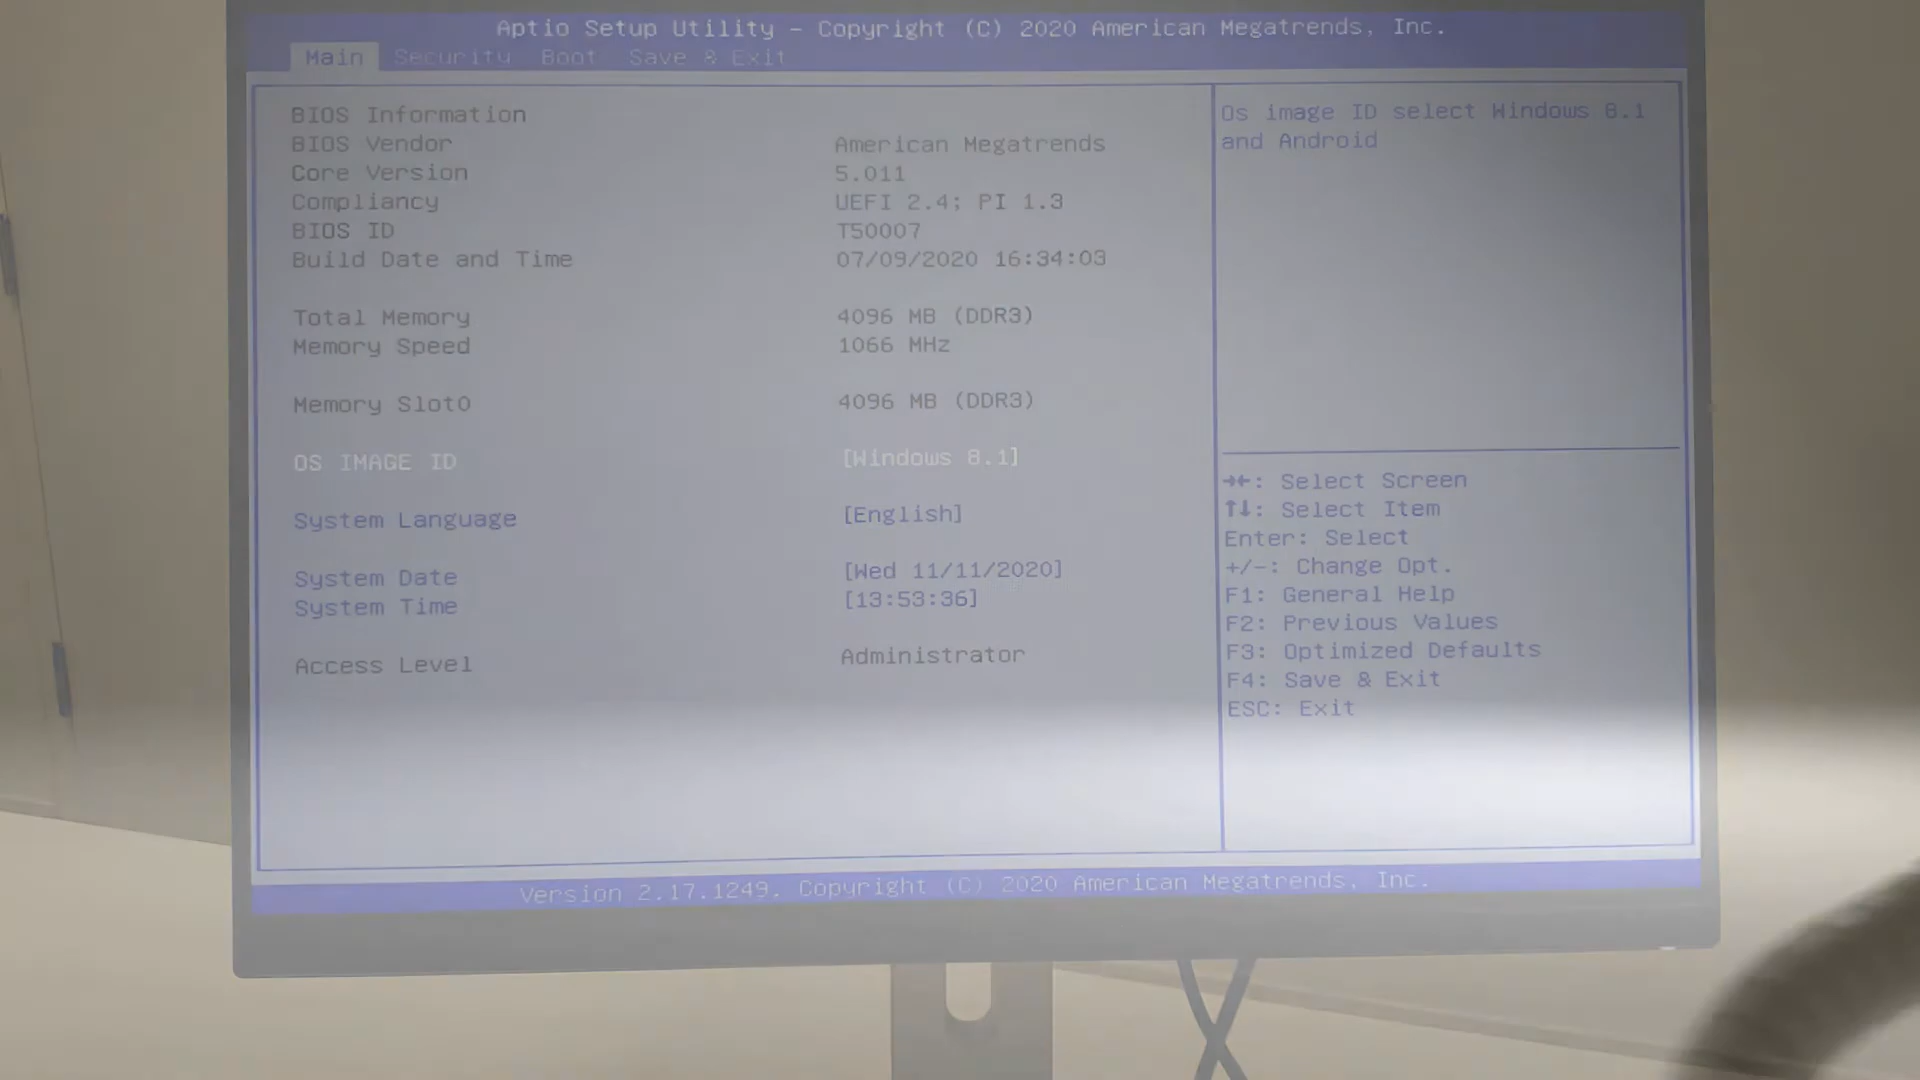 Aptio Setup Utility – Copyright (C) 2020 American Megatrends, Inc.
Main Security Boot Save & Exit
BIOS Information
BIOS Vendor American Megatrends
Core Version 5.011
Compliancy UEFI 2.4; PI 1.3
BIOS ID T50007
Build Date and Time 07/09/2020 16:34:03
Total Memory 4096 MB (DDR3)
Memory Speed 1066 MHz
Memory Slot0 4096 MB (DDR3)
OS IMAGE ID [Windows 8.1]
System Language [English]
System Date [Wed 11/11/2020]
System Time [13:53:36]
Access Level Administrator
Os image ID select Windows 8.1
and Android
→←: Select Screen
↑↓: Select Item
Enter: Select
+/-: Change Opt.
F1: General Help
F2: Previous Values
F3: Optimized Defaults
F4: Save & Exit
ESC: Exit
Version 2.17.1249. Copyright (C) 2020 American Megatrends, Inc.